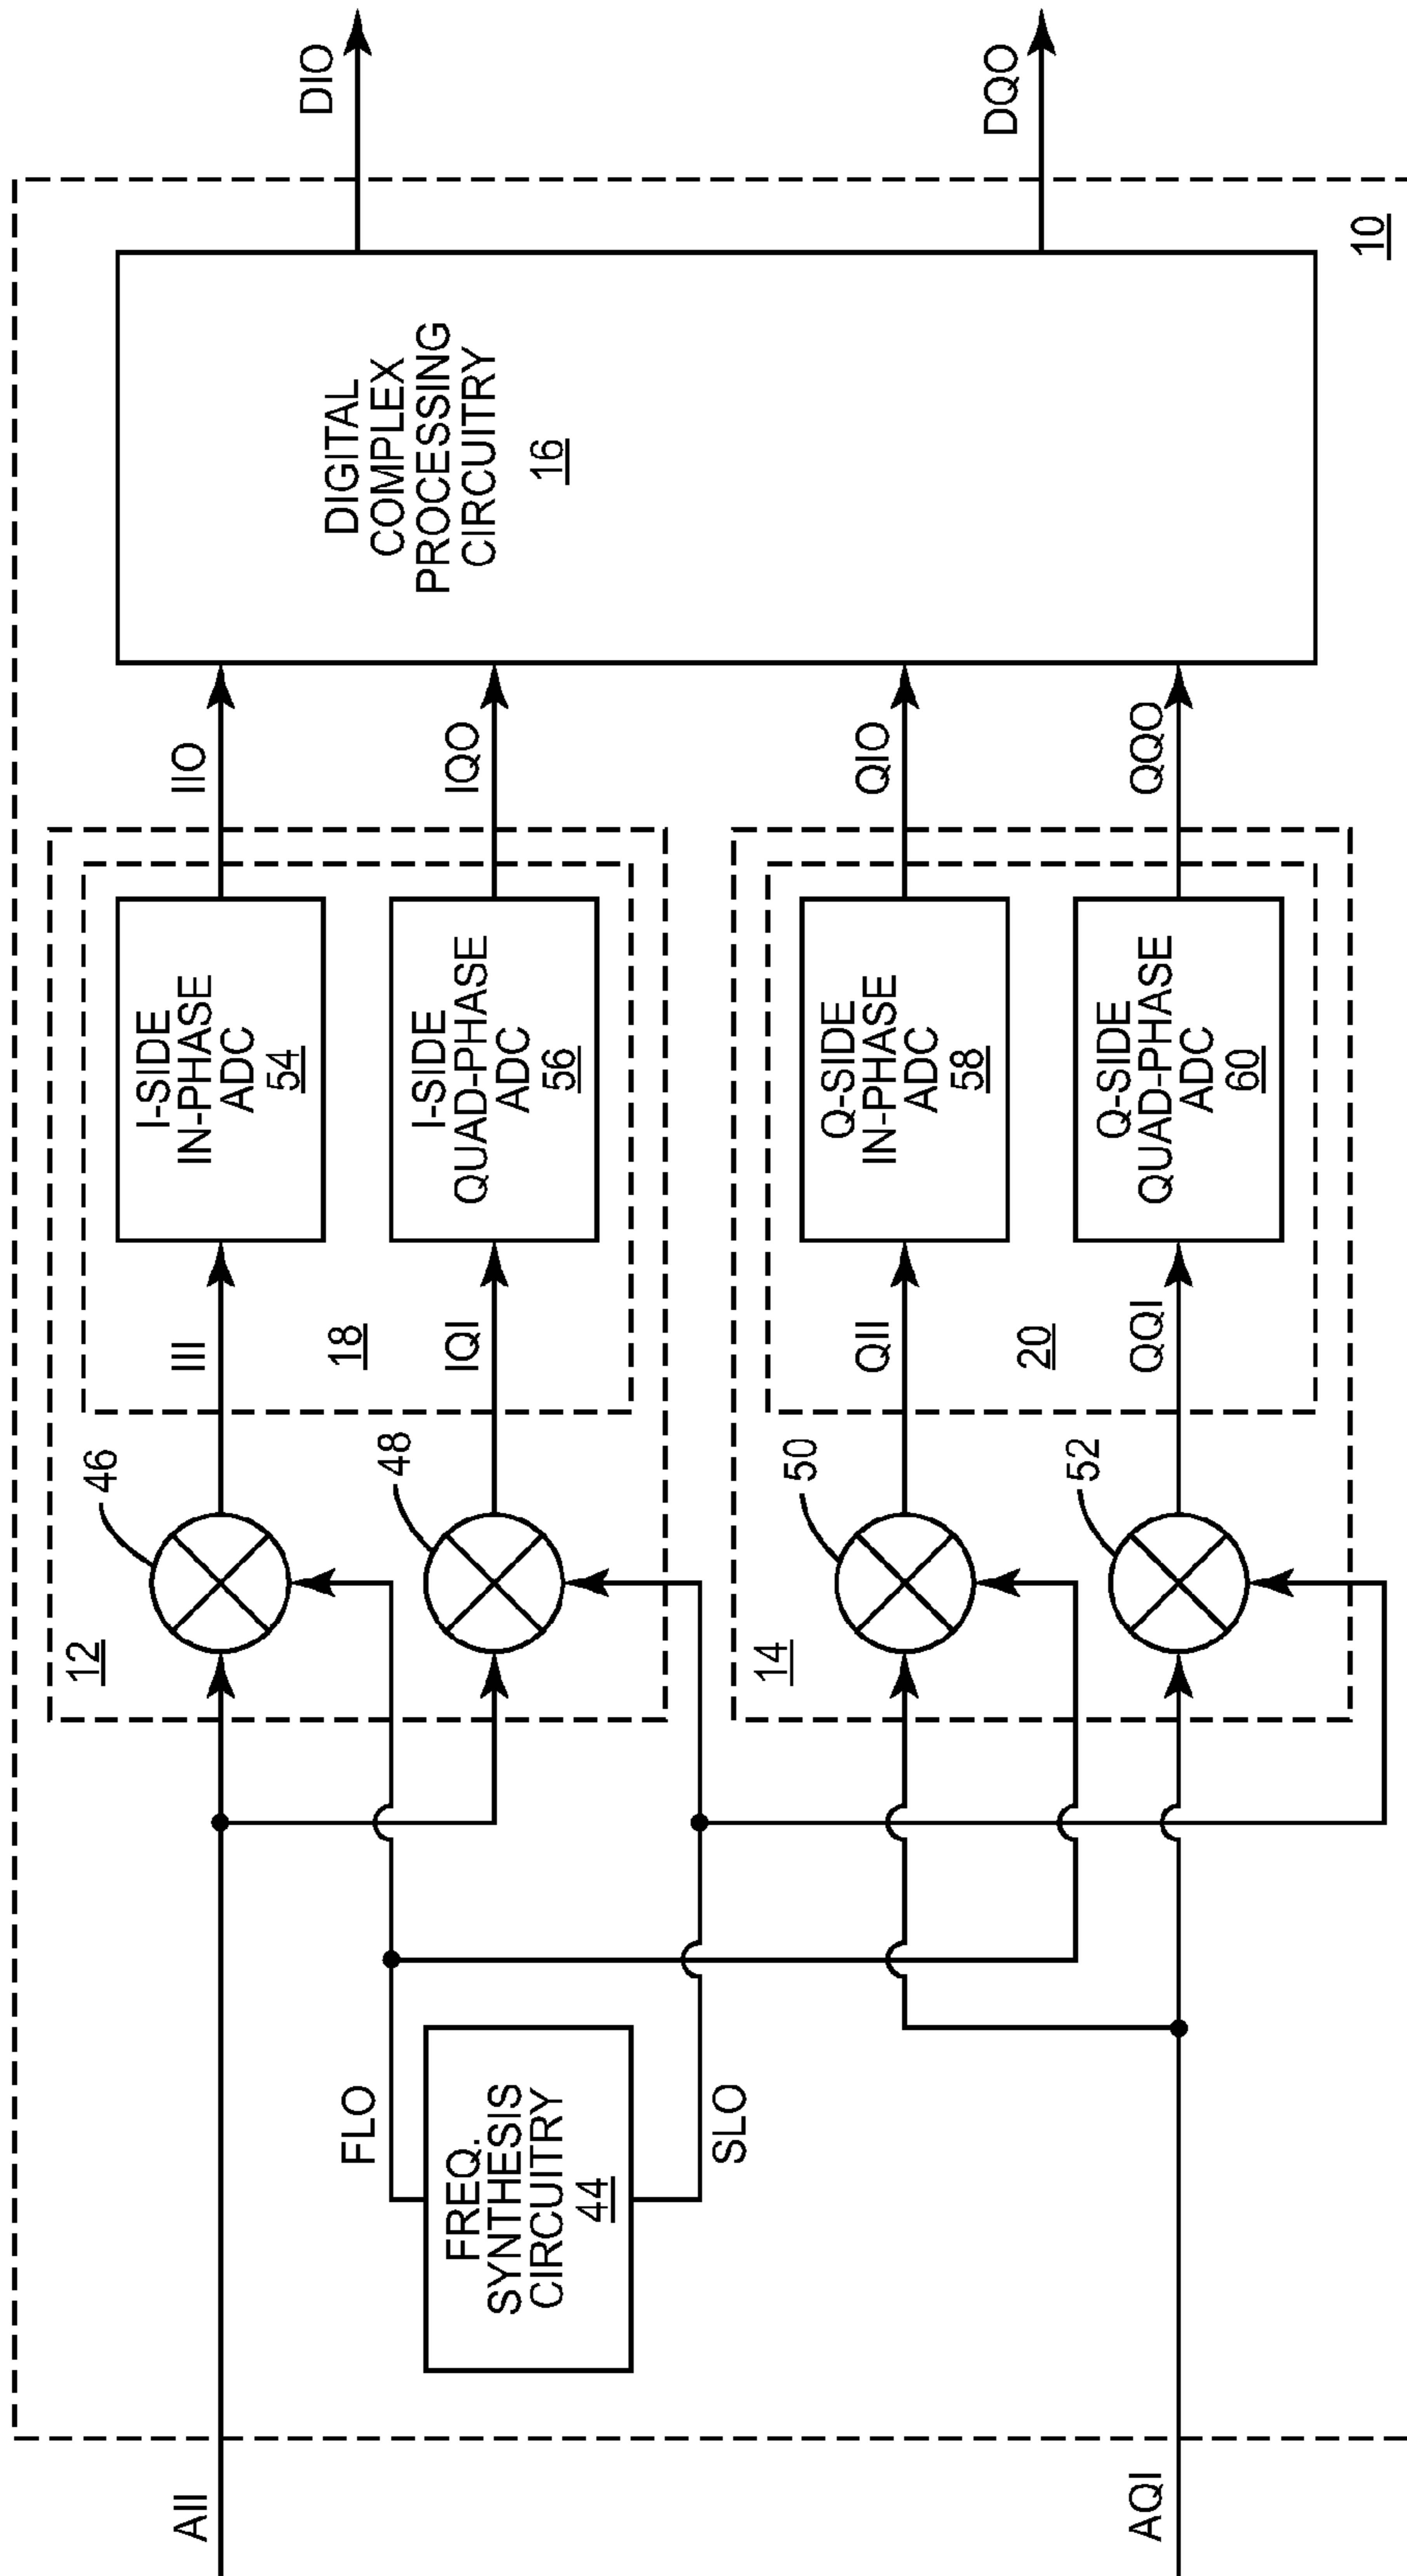 AII
AQI
FLO
FREQ.
SYNTHESIS
CIRCUITRY
44
SLO
12
46
48
14
50
52
III
18
IQI
QII
20
QQI
I-SIDE
IN-PHASE
ADC
54
I-SIDE
QUAD-PHASE
ADC
56
Q-SIDE
IN-PHASE
ADC
58
Q-SIDE
QUAD-PHASE
ADC
60
IIO
IQO
QIO
QQO
DIGITAL
COMPLEX
PROCESSING
CIRCUITRY
16
10
DIO
DQO